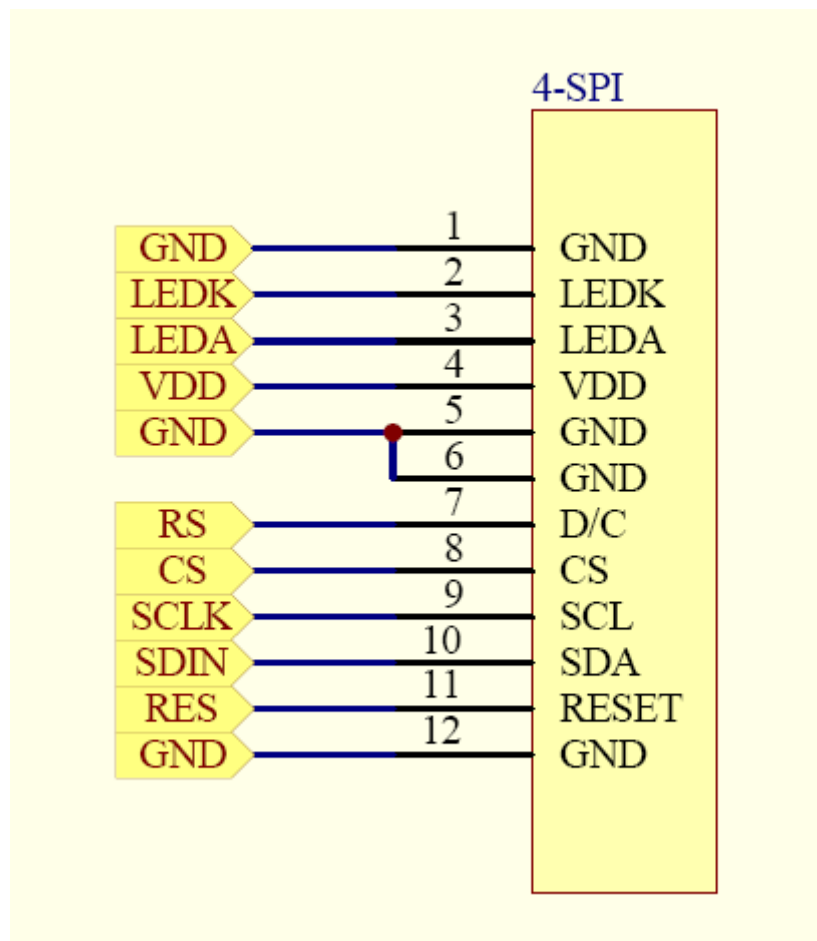 4-SPI
GND 1 GND
LEDK 2 LEDK
LEDA 3 LEDA
VDD 4 VDD
GND 5 GND
6 GND
RS 7 D/C
CS 8 CS
SCLK 9 SCL
SDIN 10 SDA
RES 11 RESET
GND 12 GND